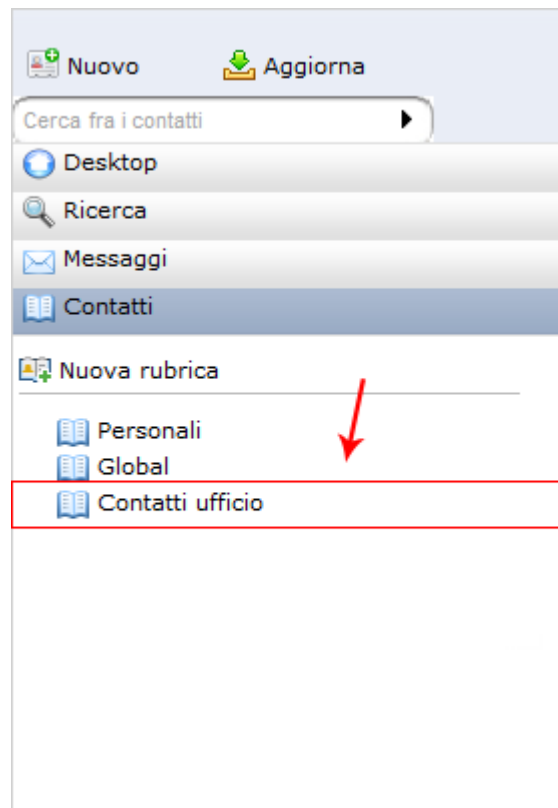 Nuovo Aggiorna
Cerca fra i contatti
Desktop
Ricerca
Messaggi
Contatti
Nuova rubrica
Personali
Global
Contatti ufficio